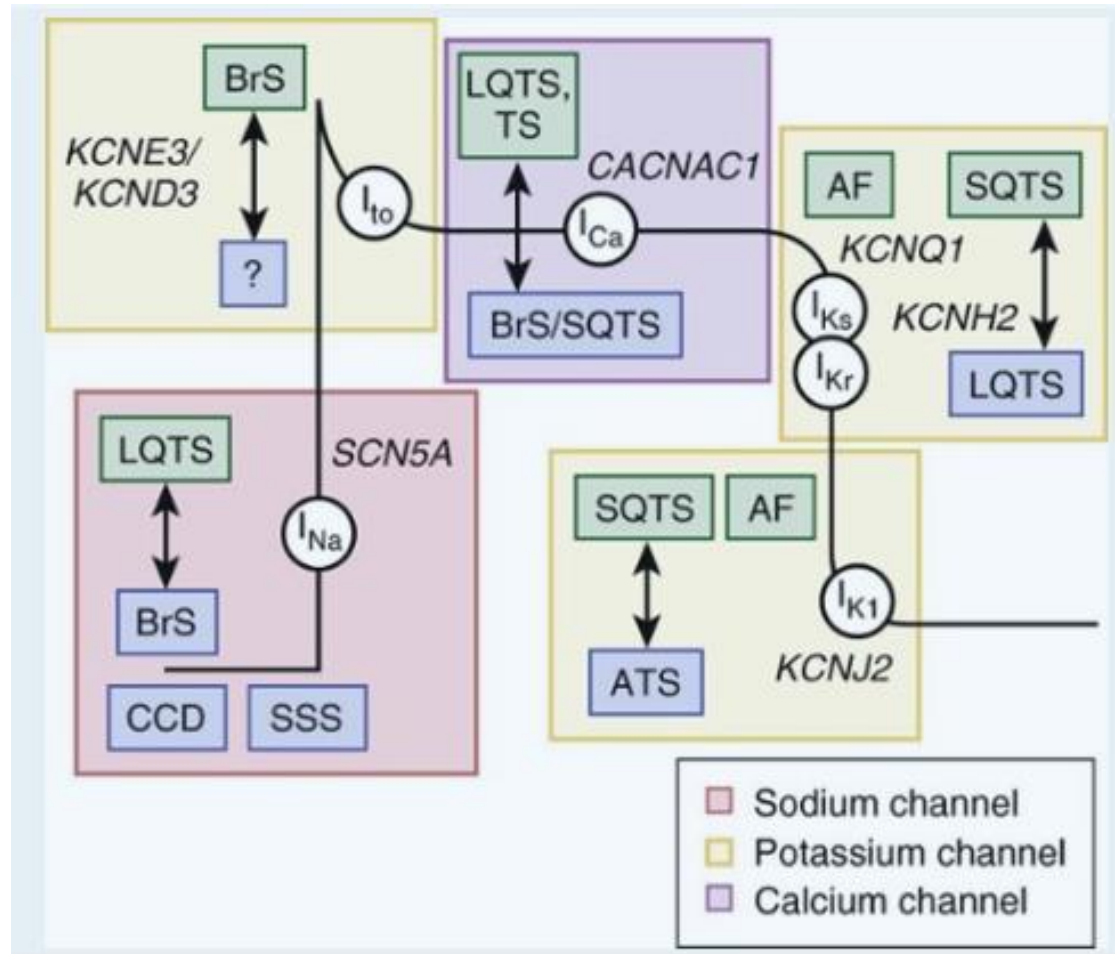 BrS
KCNE3/
KCND3
Ito
?
LQTS,
TS
CACNAC1
ICa
BrS/SQTS
AF
SQTS
KCNQ1
IKs
KCNH2
IKr
LQTS
LQTS
SCN5A
INa
BrS
CCD
SSS
SQTS
AF
IK1
ATS
KCNJ2
Sodium channel
Potassium channel
Calcium channel